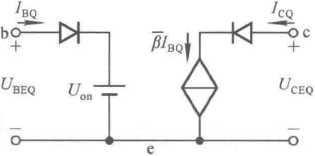 I_BQ
I_CQ
b
c
+
+
β̄I_BQ
U_BEQ
U_on
U_CEQ
−
−
e